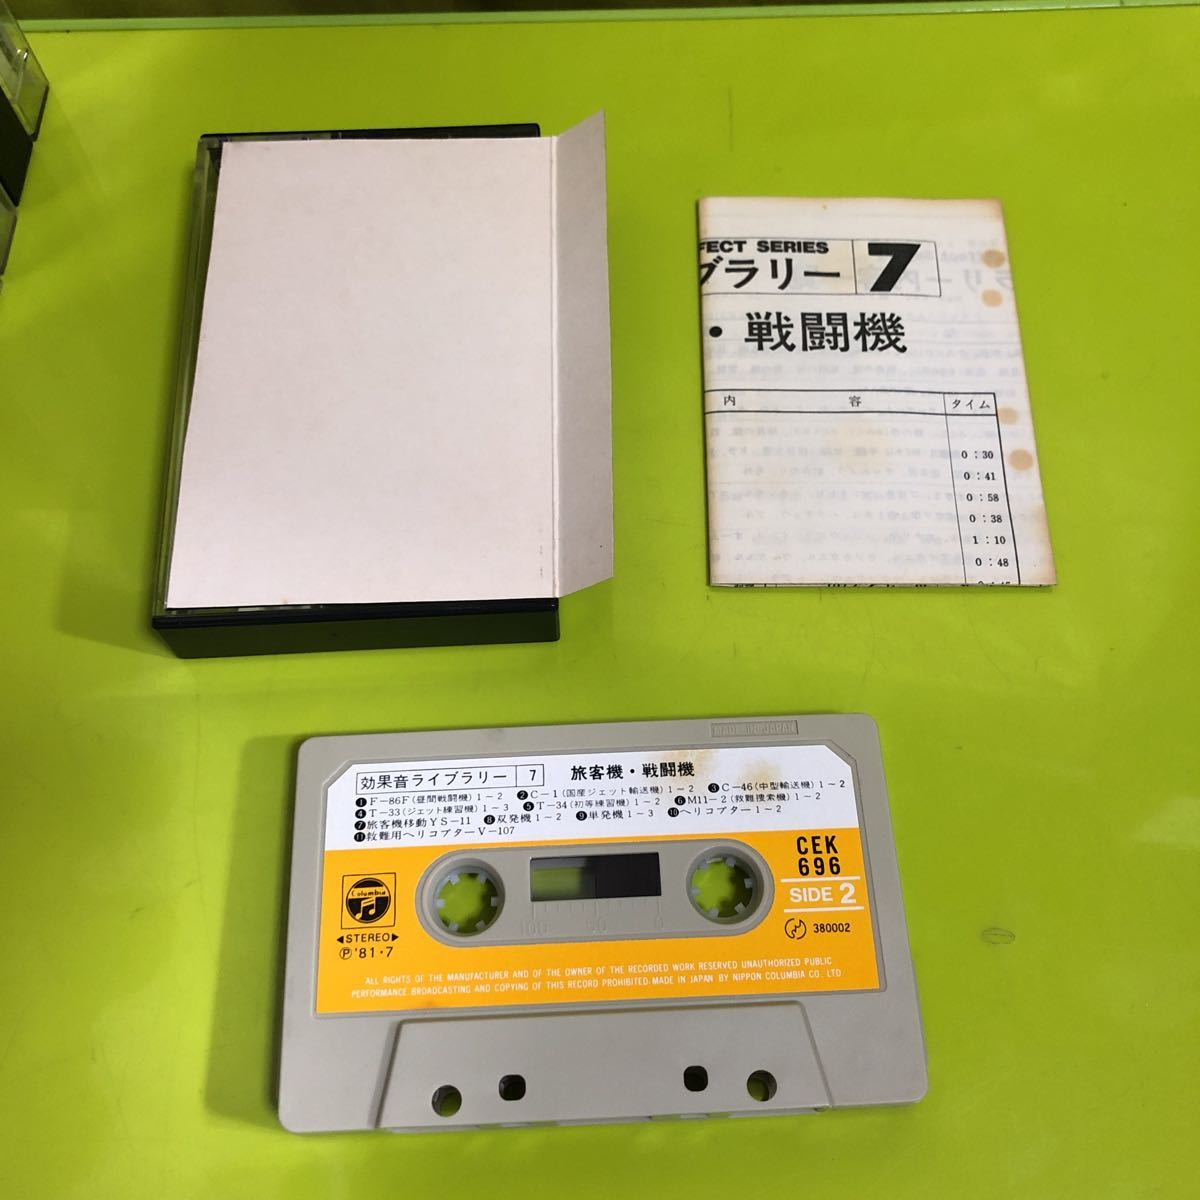 FECT SERIES
ブラリー 7
・戦闘機
内 容 タイム
0:30
0:41
0:58
0:38
1:10
0:48
MADE IN JAPAN
効果音ライブラリー 7 旅客機・戦闘機
❶F-86F(昼間戦闘機)1~2 ❷C-1(国産ジェット輸送機)1~2 ❸C-46(中型輸送機)1~2
❹T-33(ジェット練習機)1~3 ❺T-34(初等練習機)1~2 ❻M11-2(救難捜索機)1~2
❼旅客機移動YS-11 ❽双発機1~2 ❾単発機1~3 ❿ヘリコプター1~2
⓫救難用ヘリコプターV-107
CEK
696
SIDE 2
380002
Columbia
◀STEREO▶
Ⓟ'81・7
100 50 0
ALL RIGHTS OF THE MANUFACTURER AND OF THE OWNER OF THE RECORDED WORK RESERVED UNAUTHORIZED PUBLIC
PERFORMANCE BROADCASTING AND COPYING OF THIS RECORD PROHIBITED. MADE IN JAPAN BY NIPPON COLUMBIA CO., LTD